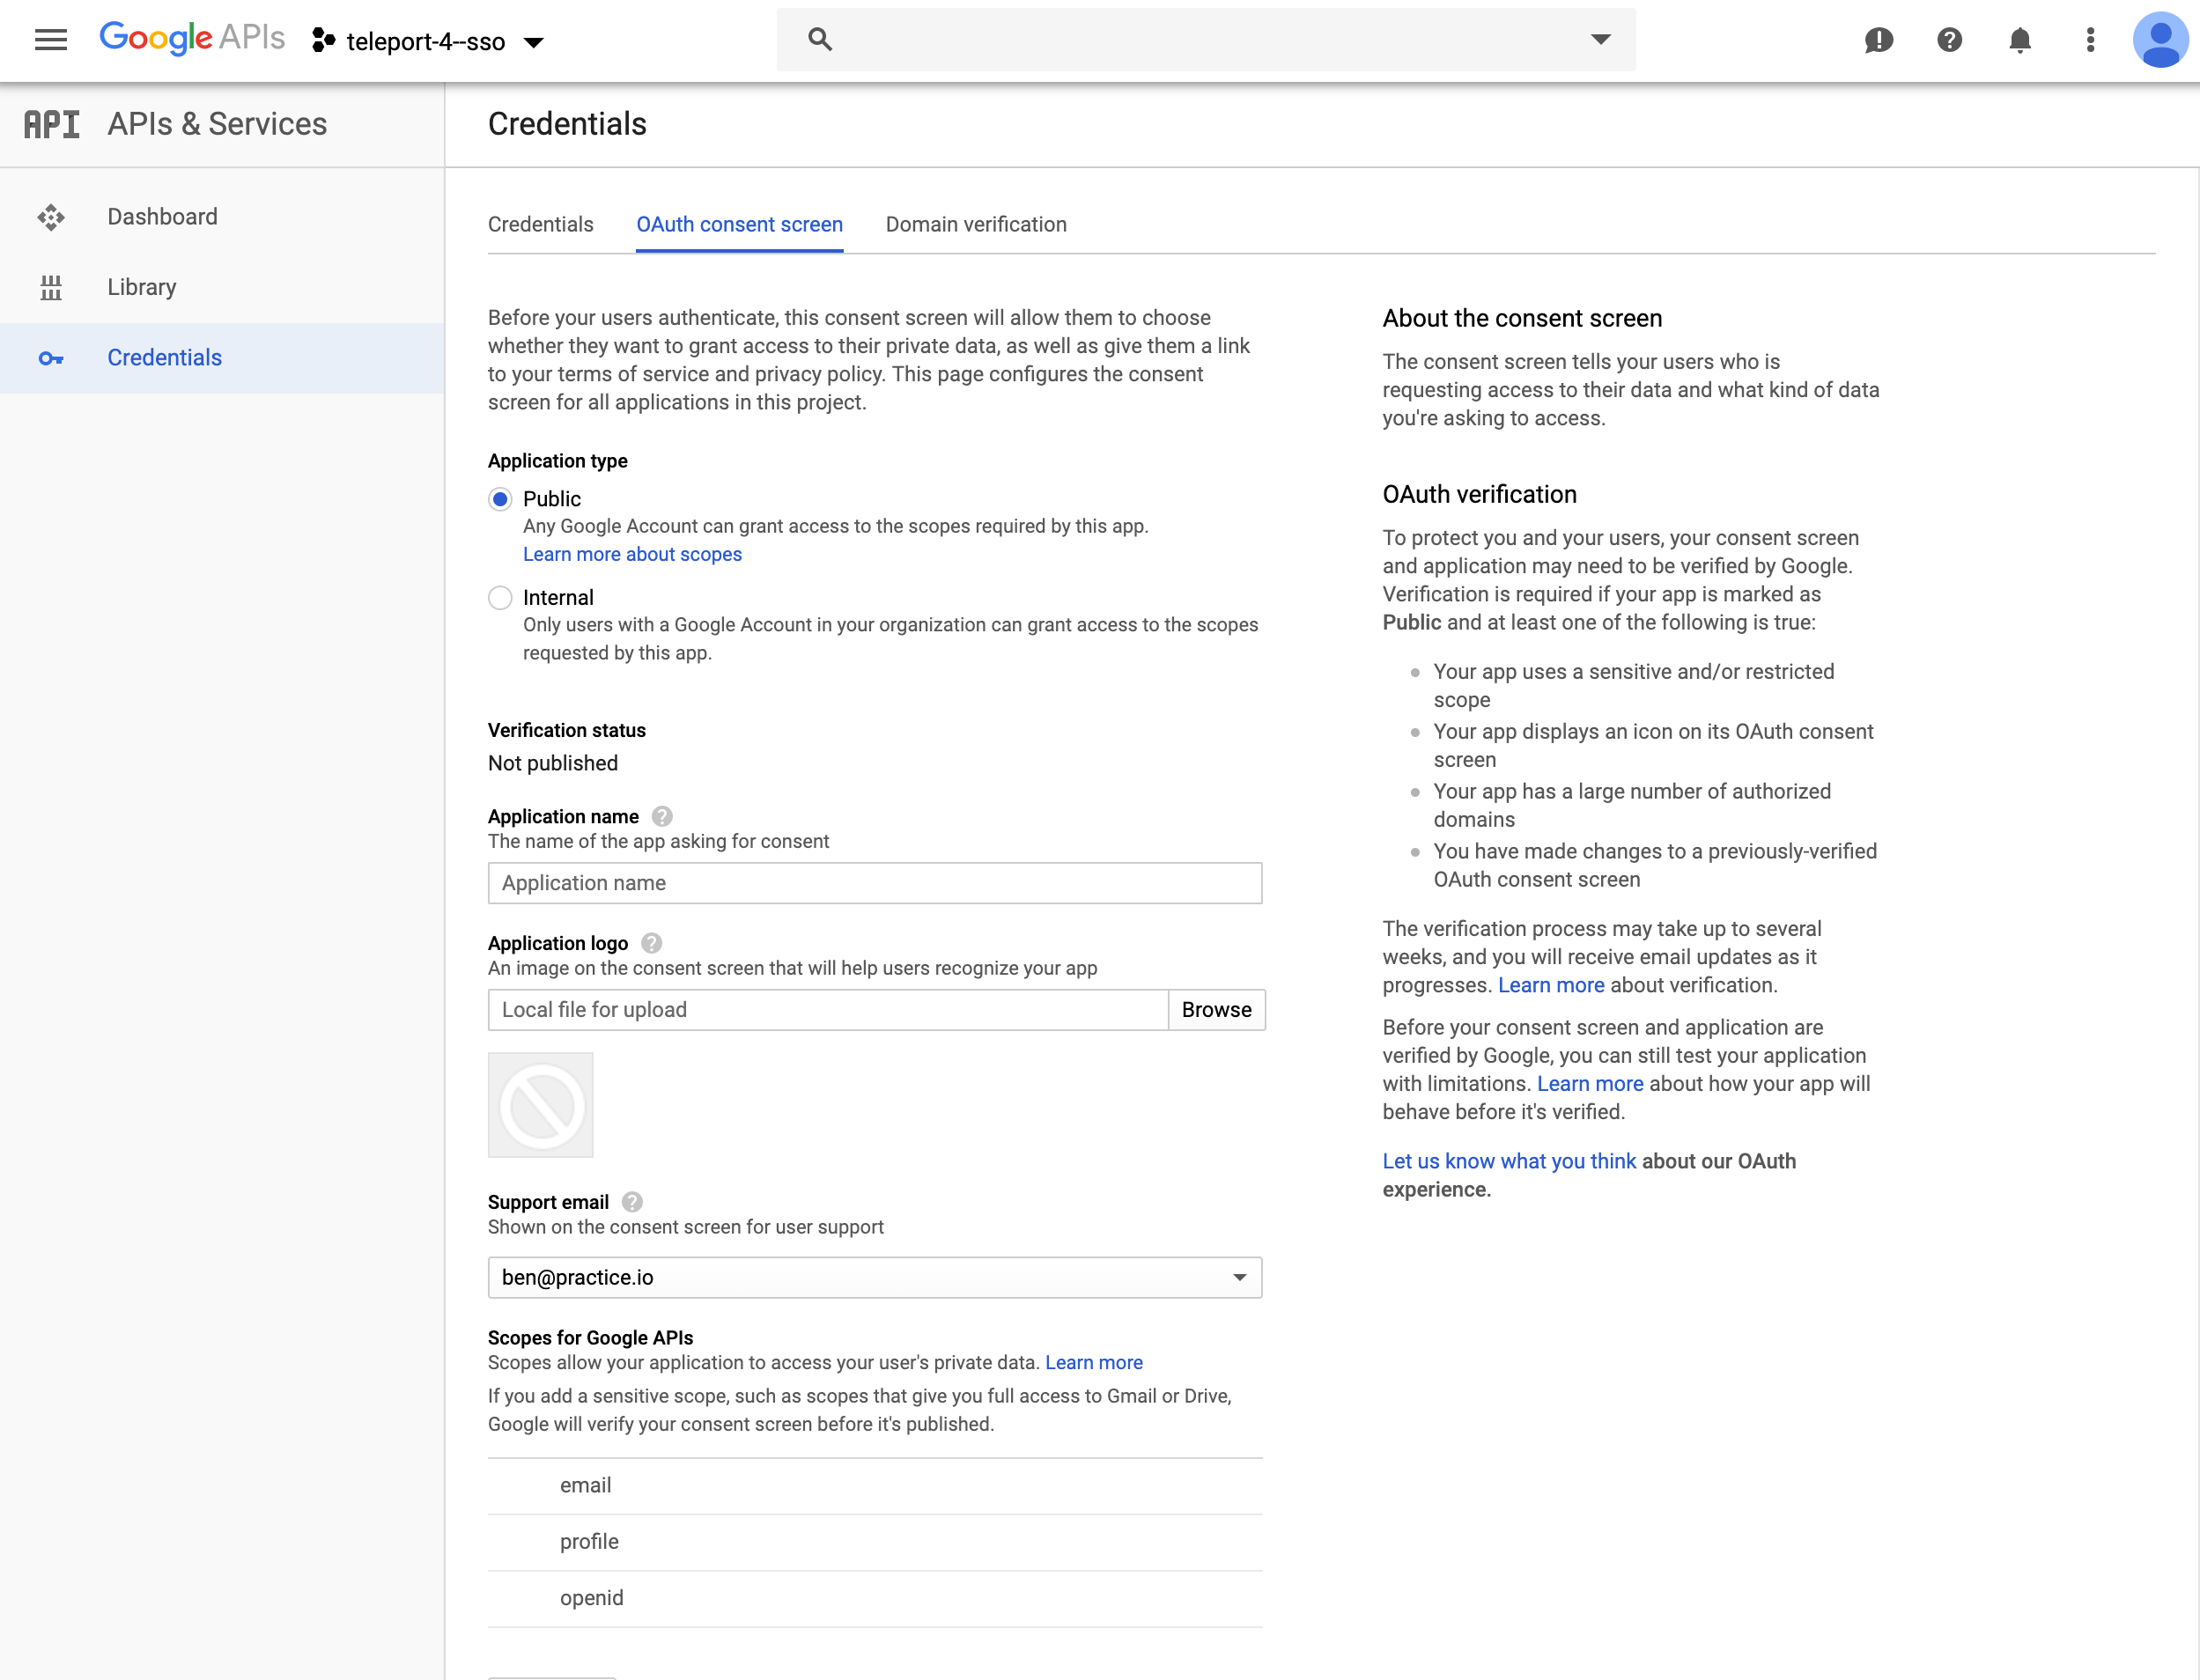 Google APIs
teleport-4--sso
API APIs & Services
Credentials
Dashboard
Library
Credentials
Credentials OAuth consent screen Domain verification
Before your users authenticate, this consent screen will allow them to choose
whether they want to grant access to their private data, as well as give them a link
to your terms of service and privacy policy. This page configures the consent
screen for all applications in this project.
Application type
Public
Any Google Account can grant access to the scopes required by this app.
Learn more about scopes
Internal
Only users with a Google Account in your organization can grant access to the scopes
requested by this app.
Verification status
Not published
Application name ?
The name of the app asking for consent
Application name
Application logo ?
An image on the consent screen that will help users recognize your app
Local file for upload
Browse
Support email ?
Shown on the consent screen for user support
ben@practice.io
Scopes for Google APIs
Scopes allow your application to access your user's private data. Learn more
If you add a sensitive scope, such as scopes that give you full access to Gmail or Drive,
Google will verify your consent screen before it's published.
email
profile
openid
About the consent screen
The consent screen tells your users who is
requesting access to their data and what kind of data
you're asking to access.
OAuth verification
To protect you and your users, your consent screen
and application may need to be verified by Google.
Verification is required if your app is marked as
Public and at least one of the following is true:
Your app uses a sensitive and/or restricted
scope
Your app displays an icon on its OAuth consent
screen
Your app has a large number of authorized
domains
You have made changes to a previously-verified
OAuth consent screen
The verification process may take up to several
weeks, and you will receive email updates as it
progresses. Learn more about verification.
Before your consent screen and application are
verified by Google, you can still test your application
with limitations. Learn more about how your app will
behave before it's verified.
Let us know what you think about our OAuth
experience.